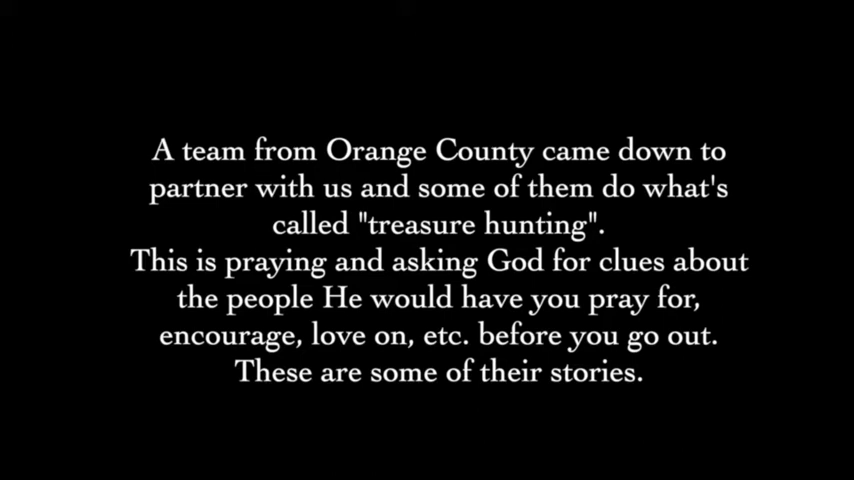 A team from Orange County came down to
partner with us and some of them do what's
called "treasure hunting".
This is praying and asking God for clues about
the people He would have you pray for,
encourage, love on, etc. before you go out.
These are some of their stories.